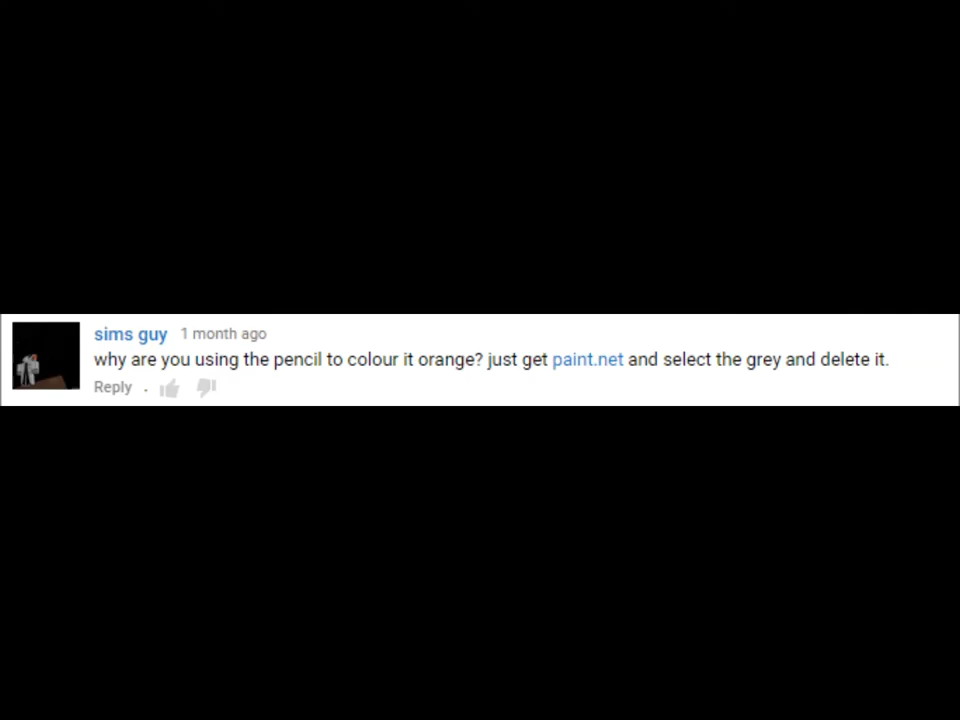 sims guy 1 month ago
why are you using the pencil to colour it orange? just get paint.net and select the grey and delete it.
Reply .